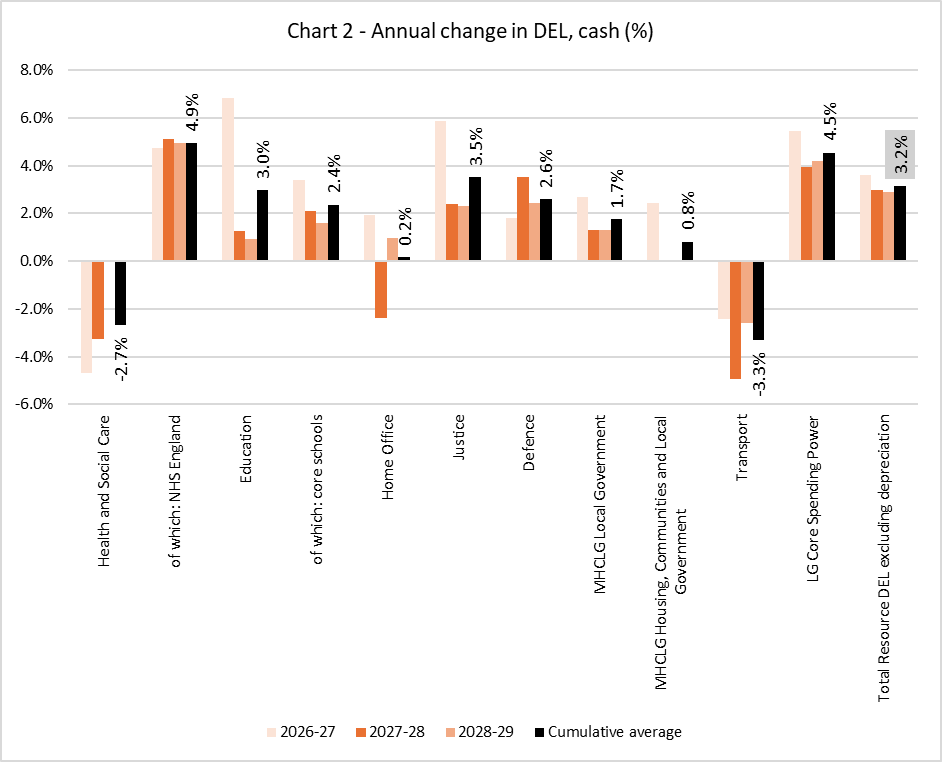 Chart 2 - Annual change in DEL, cash (%)
8.0%
6.0%
4.0%
2.0%
0.0%
-2.0%
-4.0%
-6.0%
-2.7%
4.9%
3.0%
2.4%
0.2%
3.5%
2.6%
1.7%
0.8%
-3.3%
4.5%
3.2%
Health and Social Care
of which: NHS England
Education
of which: core schools
Home Office
Justice
Defence
MHCLG Local Government
MHCLG Housing, Communities and Local
Government
Transport
LG Core Spending Power
Total Resource DEL excluding depreciation
2026-27 2027-28 2028-29 Cumulative average